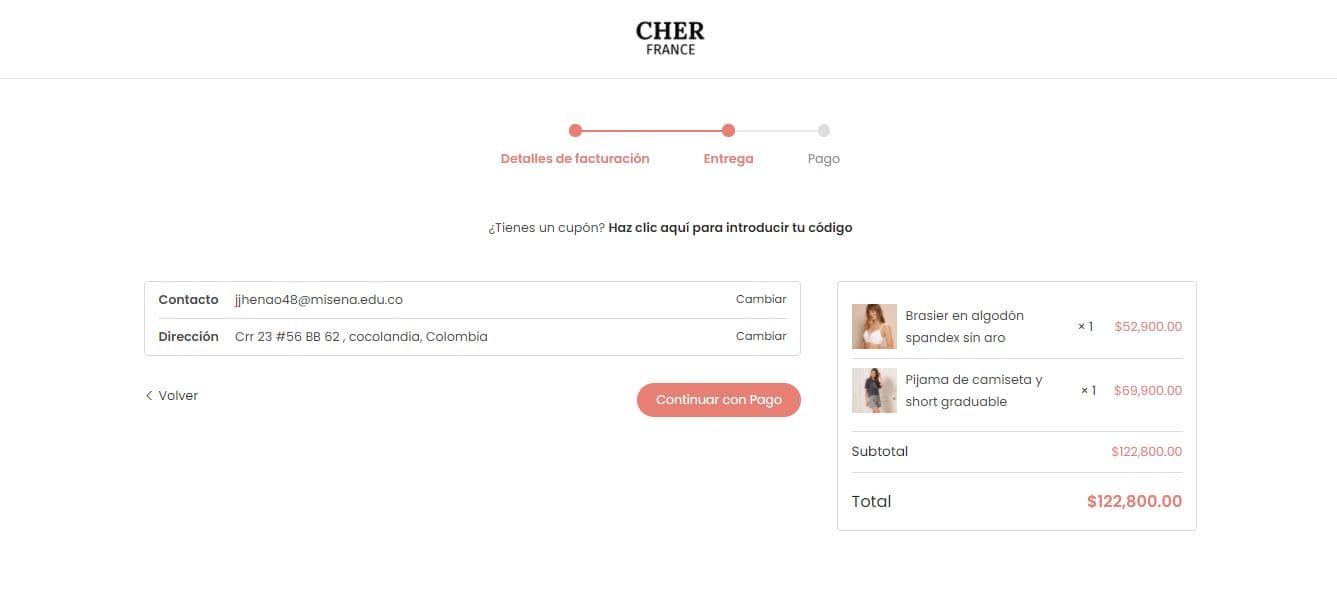 CHER
FRANCE
Detalles de facturación
Entrega
Pago
¿Tienes un cupón? Haz clic aquí para introducir tu código
Contacto jjhenao48@misena.edu.co Cambiar
Dirección Crr 23 #56 BB 62 , cocolandia, Colombia Cambiar
< Volver
Continuar con Pago
Brasier en algodón
spandex sin aro
× 1 $52,900.00
Pijama de camiseta y
short graduable
× 1 $69,900.00
Subtotal $122,800.00
Total $122,800.00